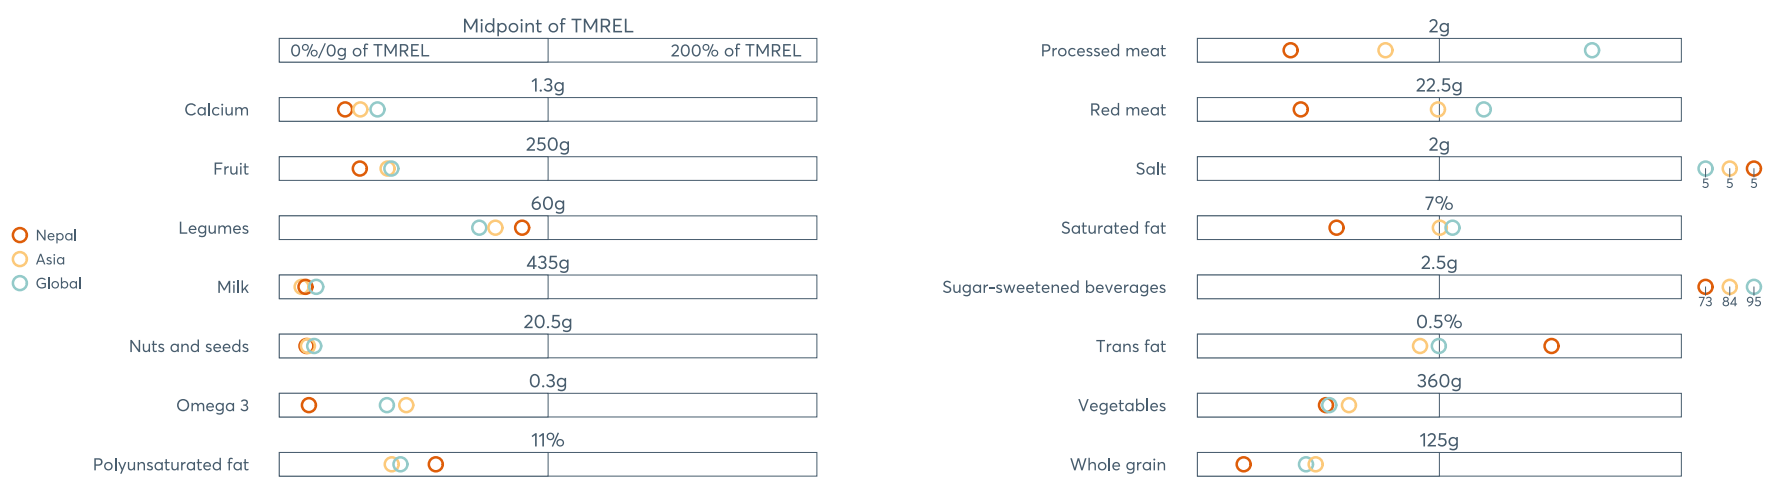 Midpoint of TMREL
0%/0g of TMREL 200% of TMREL
1.3g
Calcium
250g
Fruit
60g
Legumes
435g
Milk
20.5g
Nuts and seeds
0.3g
Omega 3
11%
Polyunsaturated fat
Nepal
Asia
Global
2g
Processed meat
22.5g
Red meat
2g
Salt
5 5 5
7%
Saturated fat
2.5g
Sugar-sweetened beverages
73 84 95
0.5%
Trans fat
360g
Vegetables
125g
Whole grain